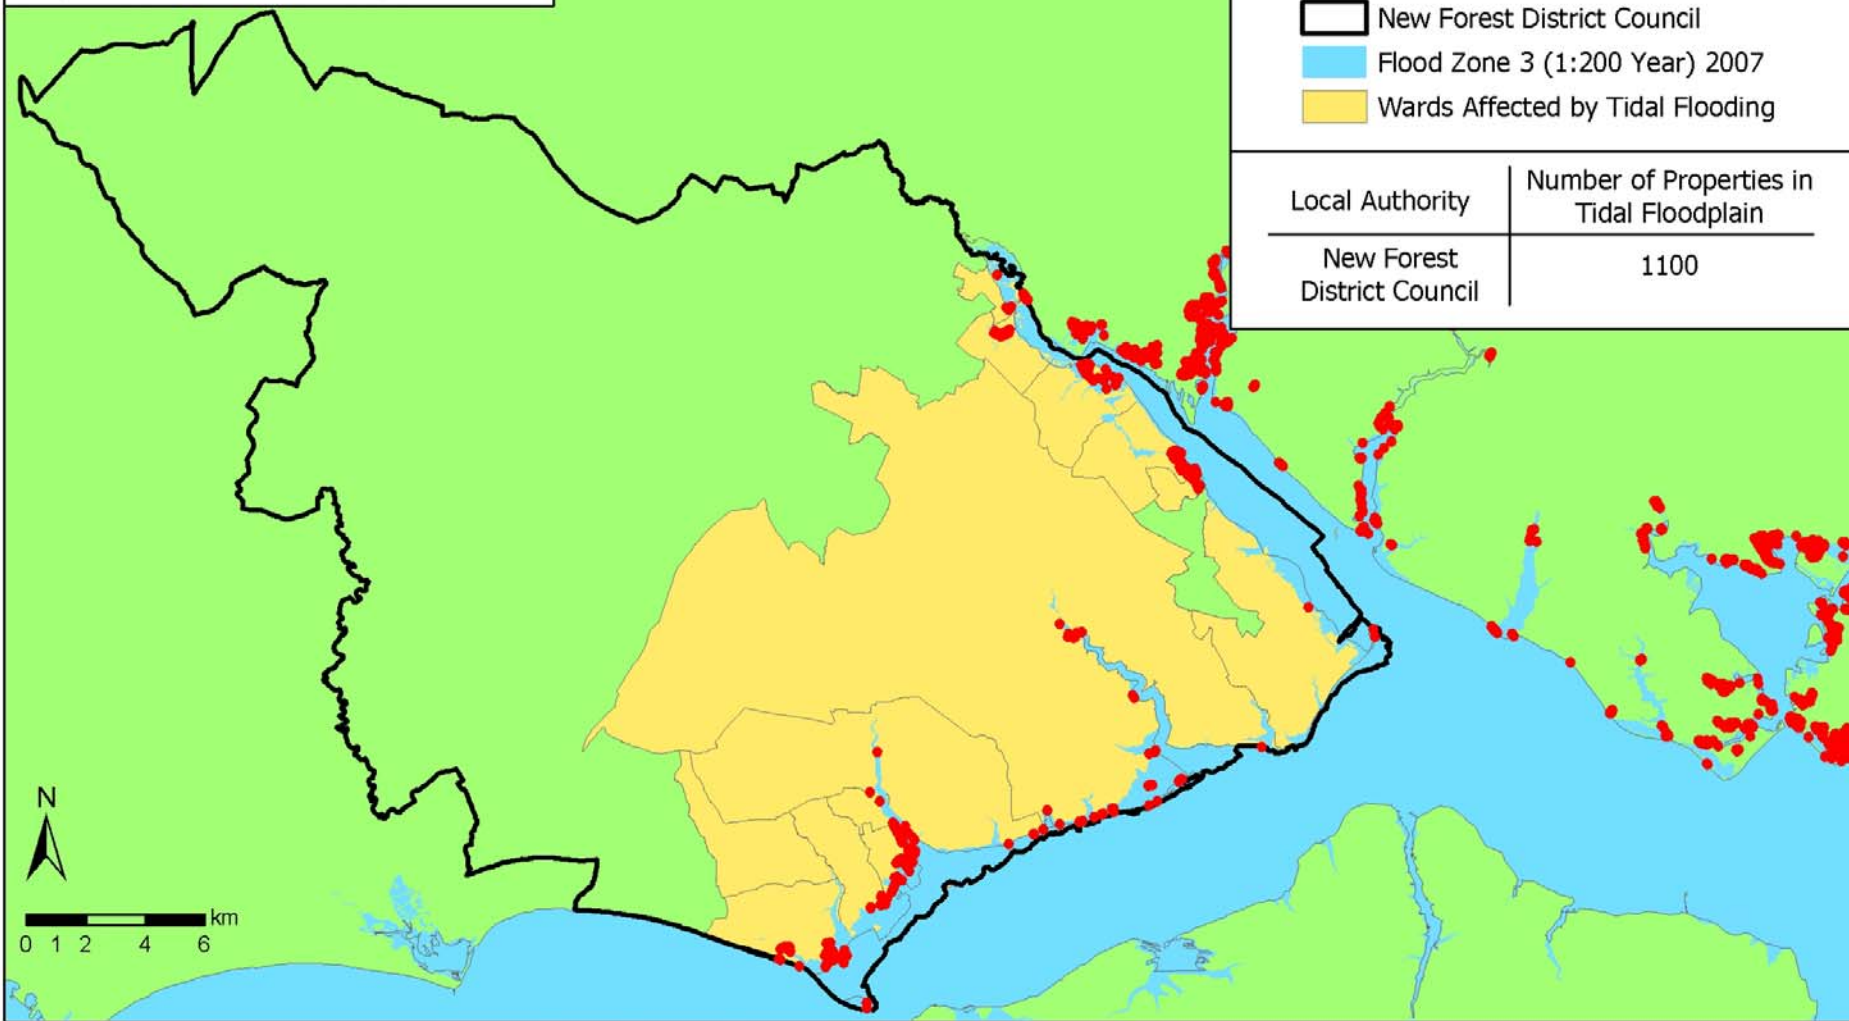 New Forest District Council
Flood Zone 3 (1:200 Year) 2007
Wards Affected by Tidal Flooding
Local Authority
Number of Properties in
Tidal Floodplain
New Forest
District Council
1100
N
km
0 1 2 4 6